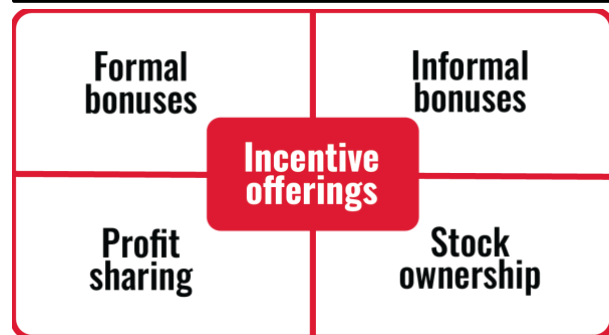 Formal
bonuses
Informal
bonuses
Incentive
offerings
Profit
sharing
Stock
ownership